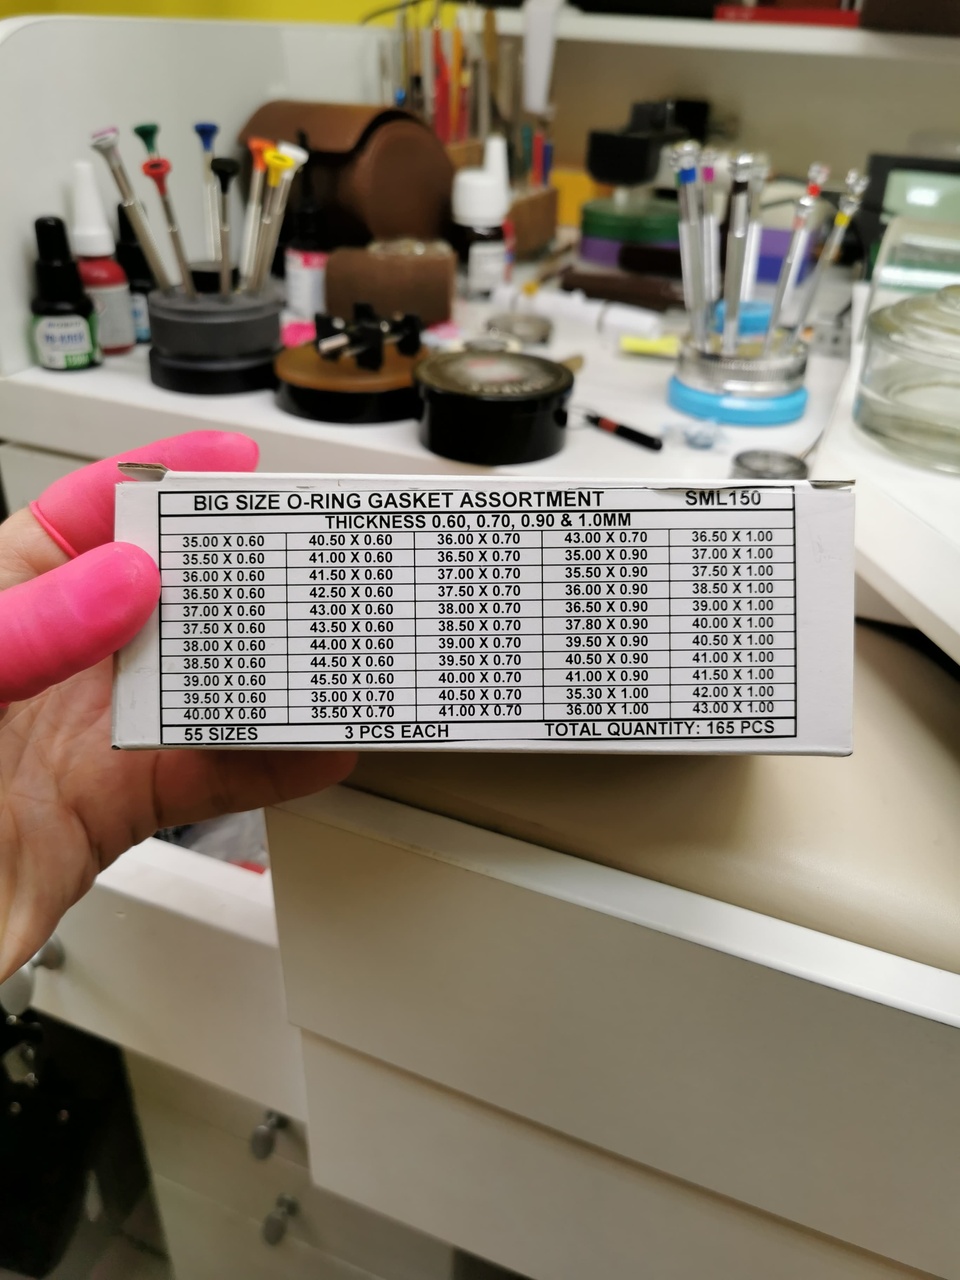 BIG SIZE O-RING GASKET ASSORTMENT SML150
THICKNESS 0.60, 0.70, 0.90 & 1.0MM
35.00 X 0.60 40.50 X 0.60 36.00 X 0.70 43.00 X 0.70 36.50 X 1.00
35.50 X 0.60 41.00 X 0.60 36.50 X 0.70 35.00 X 0.90 37.00 X 1.00
36.00 X 0.60 41.50 X 0.60 37.00 X 0.70 35.50 X 0.90 37.50 X 1.00
36.50 X 0.60 42.50 X 0.60 37.50 X 0.70 36.00 X 0.90 38.50 X 1.00
37.00 X 0.60 43.00 X 0.60 38.00 X 0.70 36.50 X 0.90 39.00 X 1.00
37.50 X 0.60 43.50 X 0.60 38.50 X 0.70 37.80 X 0.90 40.00 X 1.00
38.00 X 0.60 44.00 X 0.60 39.00 X 0.70 39.50 X 0.90 40.50 X 1.00
38.50 X 0.60 44.50 X 0.60 39.50 X 0.70 40.50 X 0.90 41.00 X 1.00
39.00 X 0.60 45.50 X 0.60 40.00 X 0.70 41.00 X 0.90 41.50 X 1.00
39.50 X 0.60 35.00 X 0.70 40.50 X 0.70 35.30 X 1.00 42.00 X 1.00
40.00 X 0.60 35.50 X 0.70 41.00 X 0.70 36.00 X 1.00 43.00 X 1.00
55 SIZES 3 PCS EACH TOTAL QUANTITY: 165 PCS